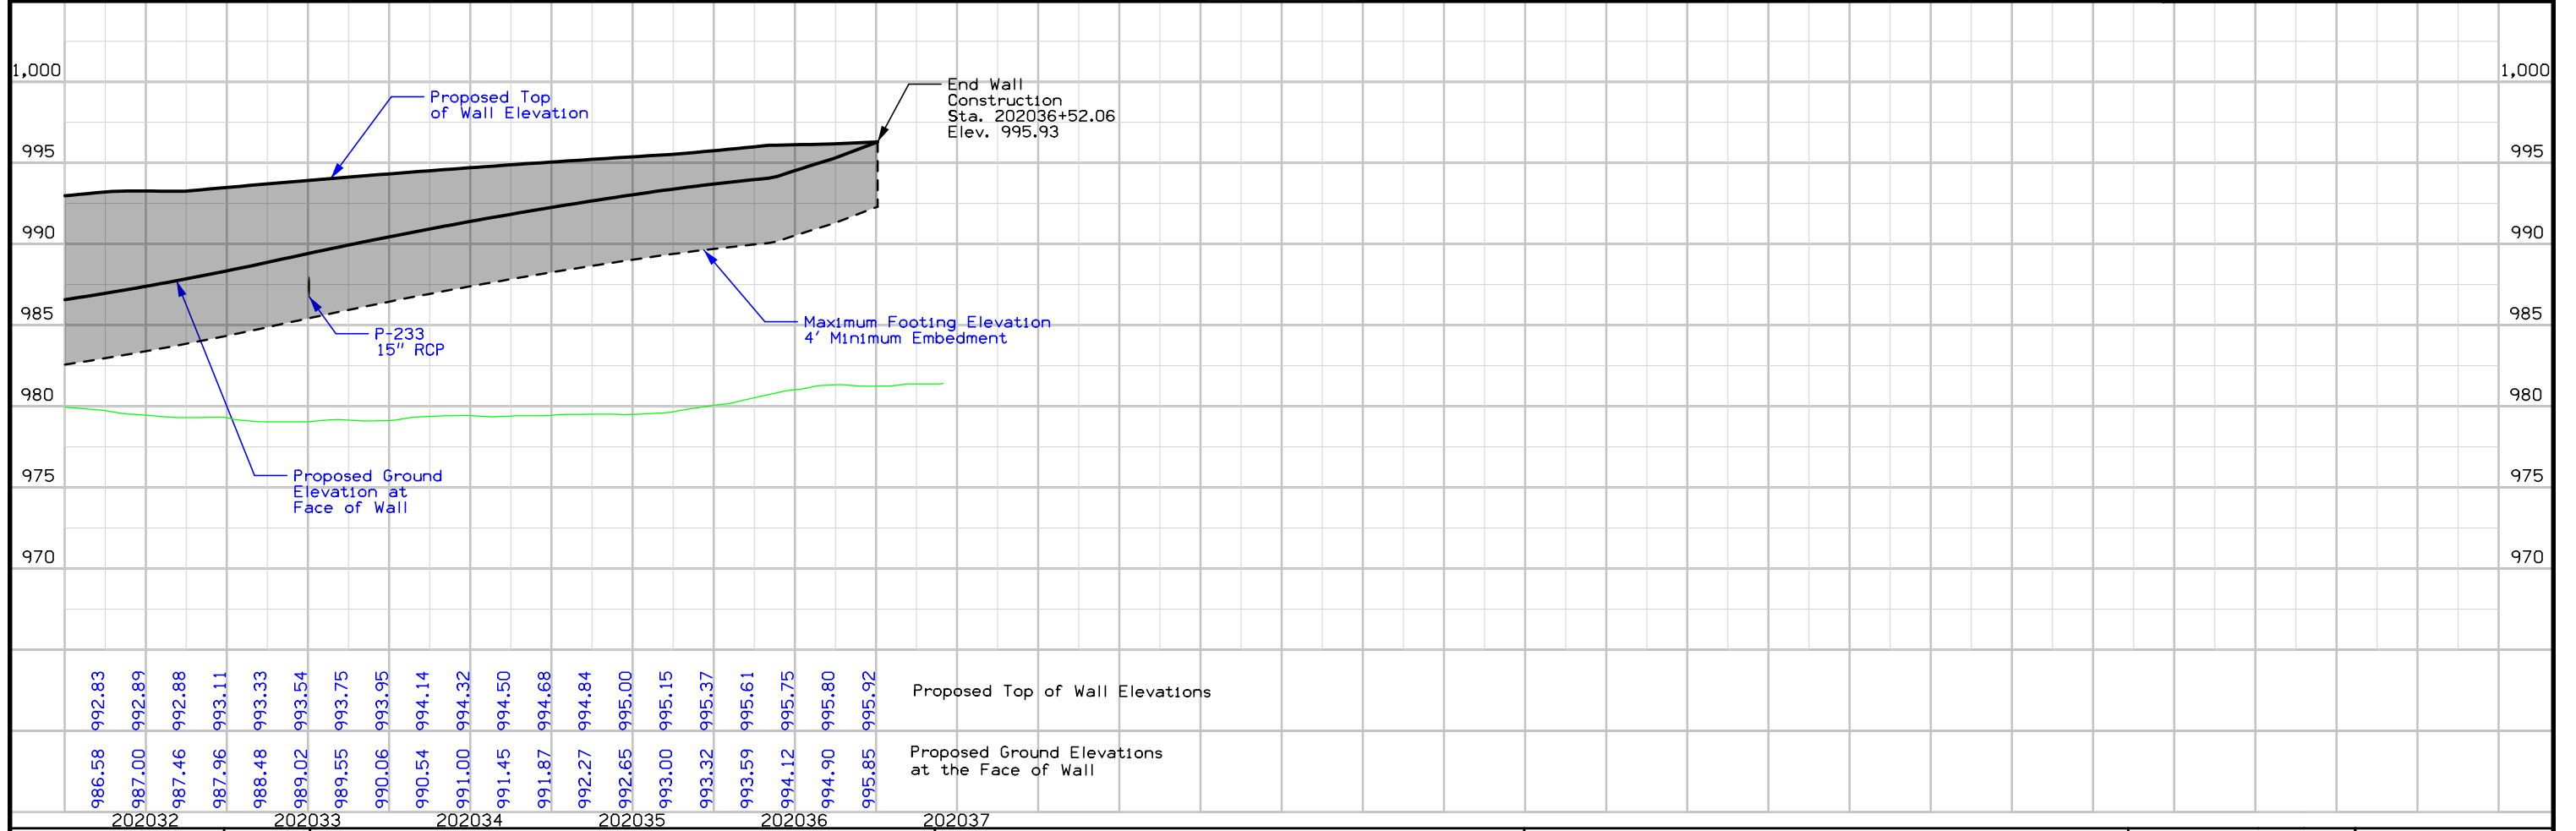 1,000
1,000
End Wall
Construction
Sta. 202036+52.06
Elev. 995.93
Proposed Top
of Wall Elevation
995
995
990
990
985
985
Maximum Footing Elevation
4' Minimum Embedment
P-233
15" RCP
980
980
975
975
Proposed Ground
Elevation at
Face of Wall
970
970
992.83 992.89 992.88 993.11 993.33 993.54 993.75 993.95 994.14 994.32 994.50 994.68 994.84 995.00 995.15 995.37 995.61 995.75 995.80 995.92
Proposed Top of Wall Elevations
986.58 987.00 987.46 987.96 988.48 989.02 989.55 990.06 990.54 991.00 991.45 991.87 992.27 992.65 993.00 993.32 993.59 994.12 994.90 995.85
Proposed Ground Elevations
at the Face of Wall
202032 202033 202034 202035 202036 202037